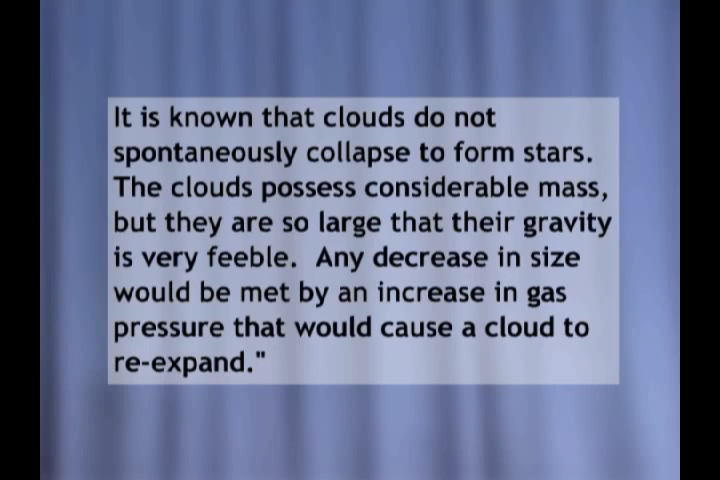 It is known that clouds do not
spontaneously collapse to form stars.
The clouds possess considerable mass,
but they are so large that their gravity
is very feeble.  Any decrease in size
would be met by an increase in gas
pressure that would cause a cloud to
re-expand."